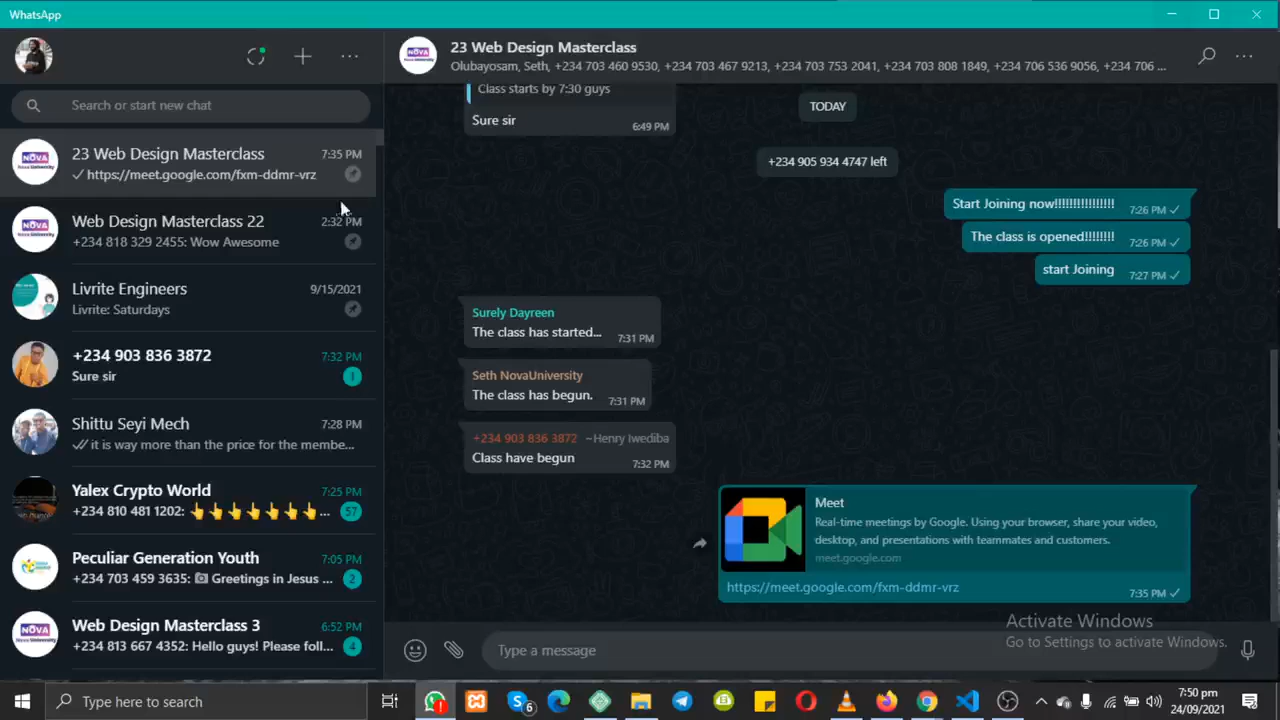 WhatsApp
Search or start new chat
23 Web Design Masterclass 7:35 PM
https://meet.google.com/fxm-ddmr-vrz
Web Design Masterclass 22 2:32 PM
+234 812 929 2455: Wow Awesome
Livrite Engineers 9/15/2021
Livrite: Saturdays
+234 903 836 3872 7:32 PM
Sure sir 1
Shittu Seyi Mech 7:28 PM
it is way more than the price for the membe...
Yalex Crypto World 7:25 PM
+234 810 481 1202: 👆👆👆👆👆👆👆... 57
Peculiar Generation Youth 7:05 PM
+234 703 459 3635: Greetings in Jesus ... 2
Web Design Masterclass 3 6:52 PM
+234 813 667 4352: Hello guys! Please foll... 4
23 Web Design Masterclass
Olubayosam, Seth, +234 703 460 9530, +234 703 467 9213, +234 703 753 2041, +234 703 808 1849, +234 706 536 9056, +234 706 ...
Class starts by 7:30 guys
Sure sir 6:49 PM
TODAY
+234 905 934 4747 left
Start Joining now!!!!!!!!!!!!!!!! 7:26 PM
The class is opened!!!!!!!! 7:26 PM
start Joining 7:27 PM
Surely Dayreen
The class has started... 7:31 PM
Seth NovaUniversity
The class has begun. 7:31 PM
+234 903 836 3872 ~Henry Iwediba
Class have begun 7:32 PM
Meet
Real-time meetings by Google. Using your browser, share your video,
desktop, and presentations with teammates and customers.
meet.google.com
https://meet.google.com/fxm-ddmr-vrz 7:35 PM
Activate Windows
Go to Settings to activate Windows.
Type a message
Type here to search
6
7:50 pm
24/09/2021